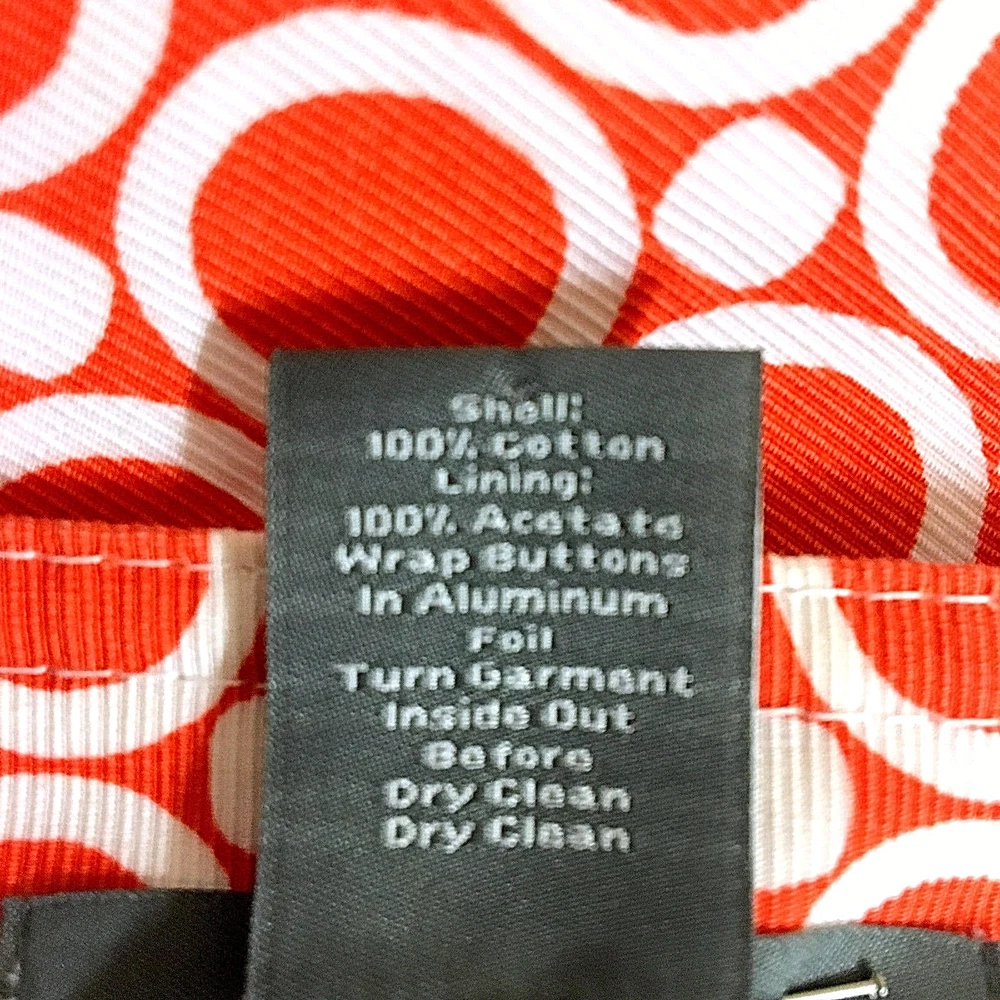 Shell:
100% Cotton
Lining:
100% Acetate
Wrap Buttons
In Aluminum
Foil
Turn Garment
Inside Out
Before
Dry Clean
Dry Clean